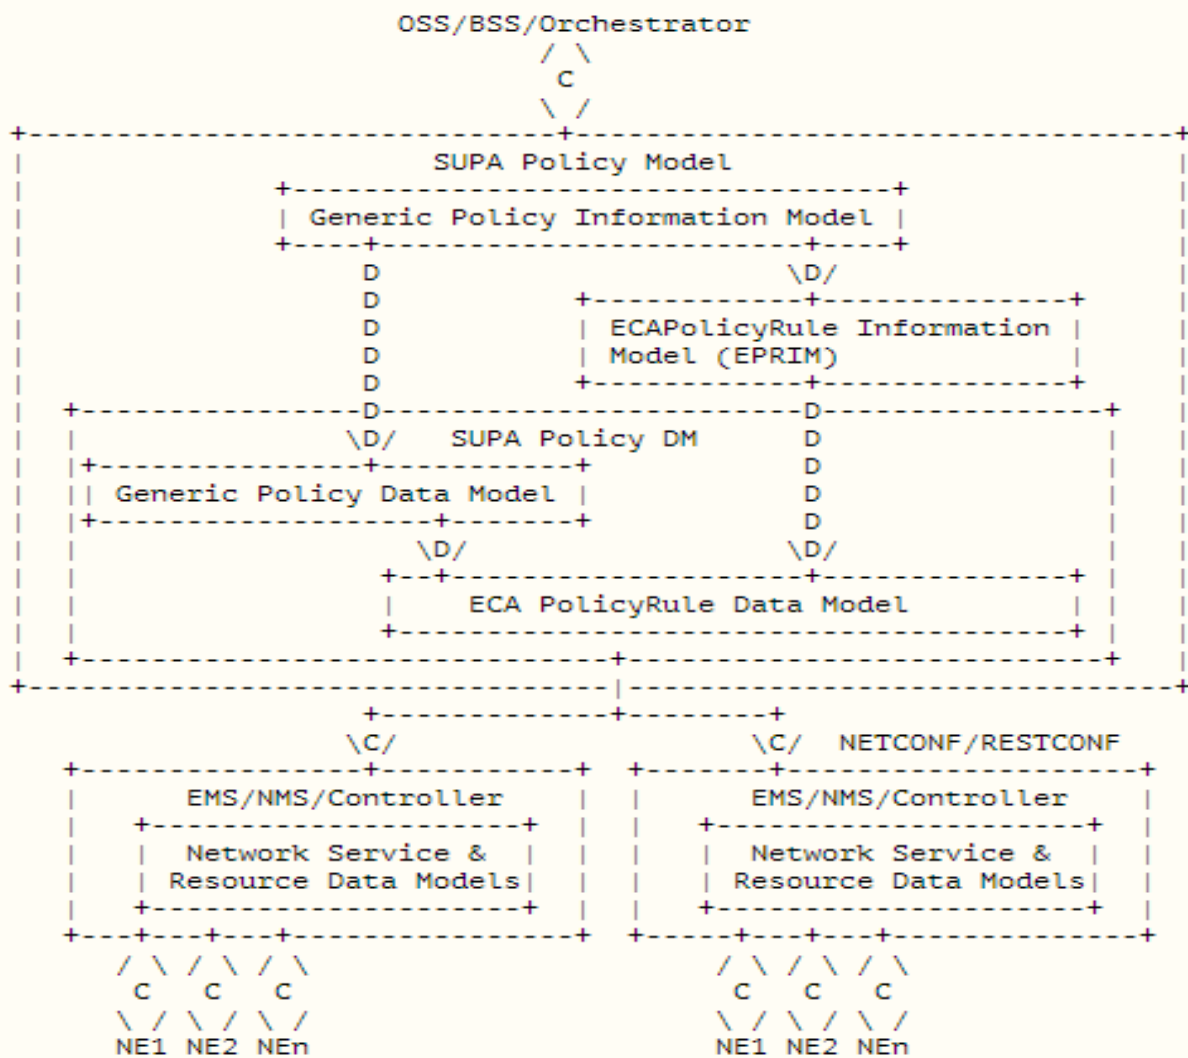 OSS/BSS/Orchestrator
/ \
C
\ /
+-------------------------------+-----------------------------------+
| SUPA Policy Model |
| +----------------------------------+ |
| | Generic Policy Information Model | |
| +----+------------------------+----+ |
| D \D/ |
| D +------------+--------------+ |
| D | ECAPolicyRule Information | |
| D | Model (EPRIM) | |
| D +------------+--------------+ |
| +----------------D------------------------D----------------+ |
| | \D/ SUPA Policy DM D | |
| |+---------------+-----------+ D | |
| || Generic Policy Data Model | D | |
| |+-------------------+-------+ D | |
| | \D/ \D/ | |
| | +--+--------------------+--------------+ | |
| | | ECA PolicyRule Data Model | | |
| | +--------------------------------------+ | |
| +------------------------------+---------------------------+ |
+----------------------------------|--------------------------------+
+-------------+--------+
\C/ \C/ NETCONF/RESTCONF
+----------------+-----------+ +-------+--------------------+
| EMS/NMS/Controller | | EMS/NMS/Controller |
| +---------------------+ | | +---------------------+ |
| | Network Service & | | | | Network Service & | |
| | Resource Data Models| | | | Resource Data Models| |
| +---------------------+ | | +---------------------+ |
+---+---+---+----------------+ +-----+---+---+--------------+
/ \ / \ / \ / \ / \ / \
C C C C C C
\ / \ / \ / \ / \ / \ /
NE1 NE2 NEn NE1 NE2 NEn